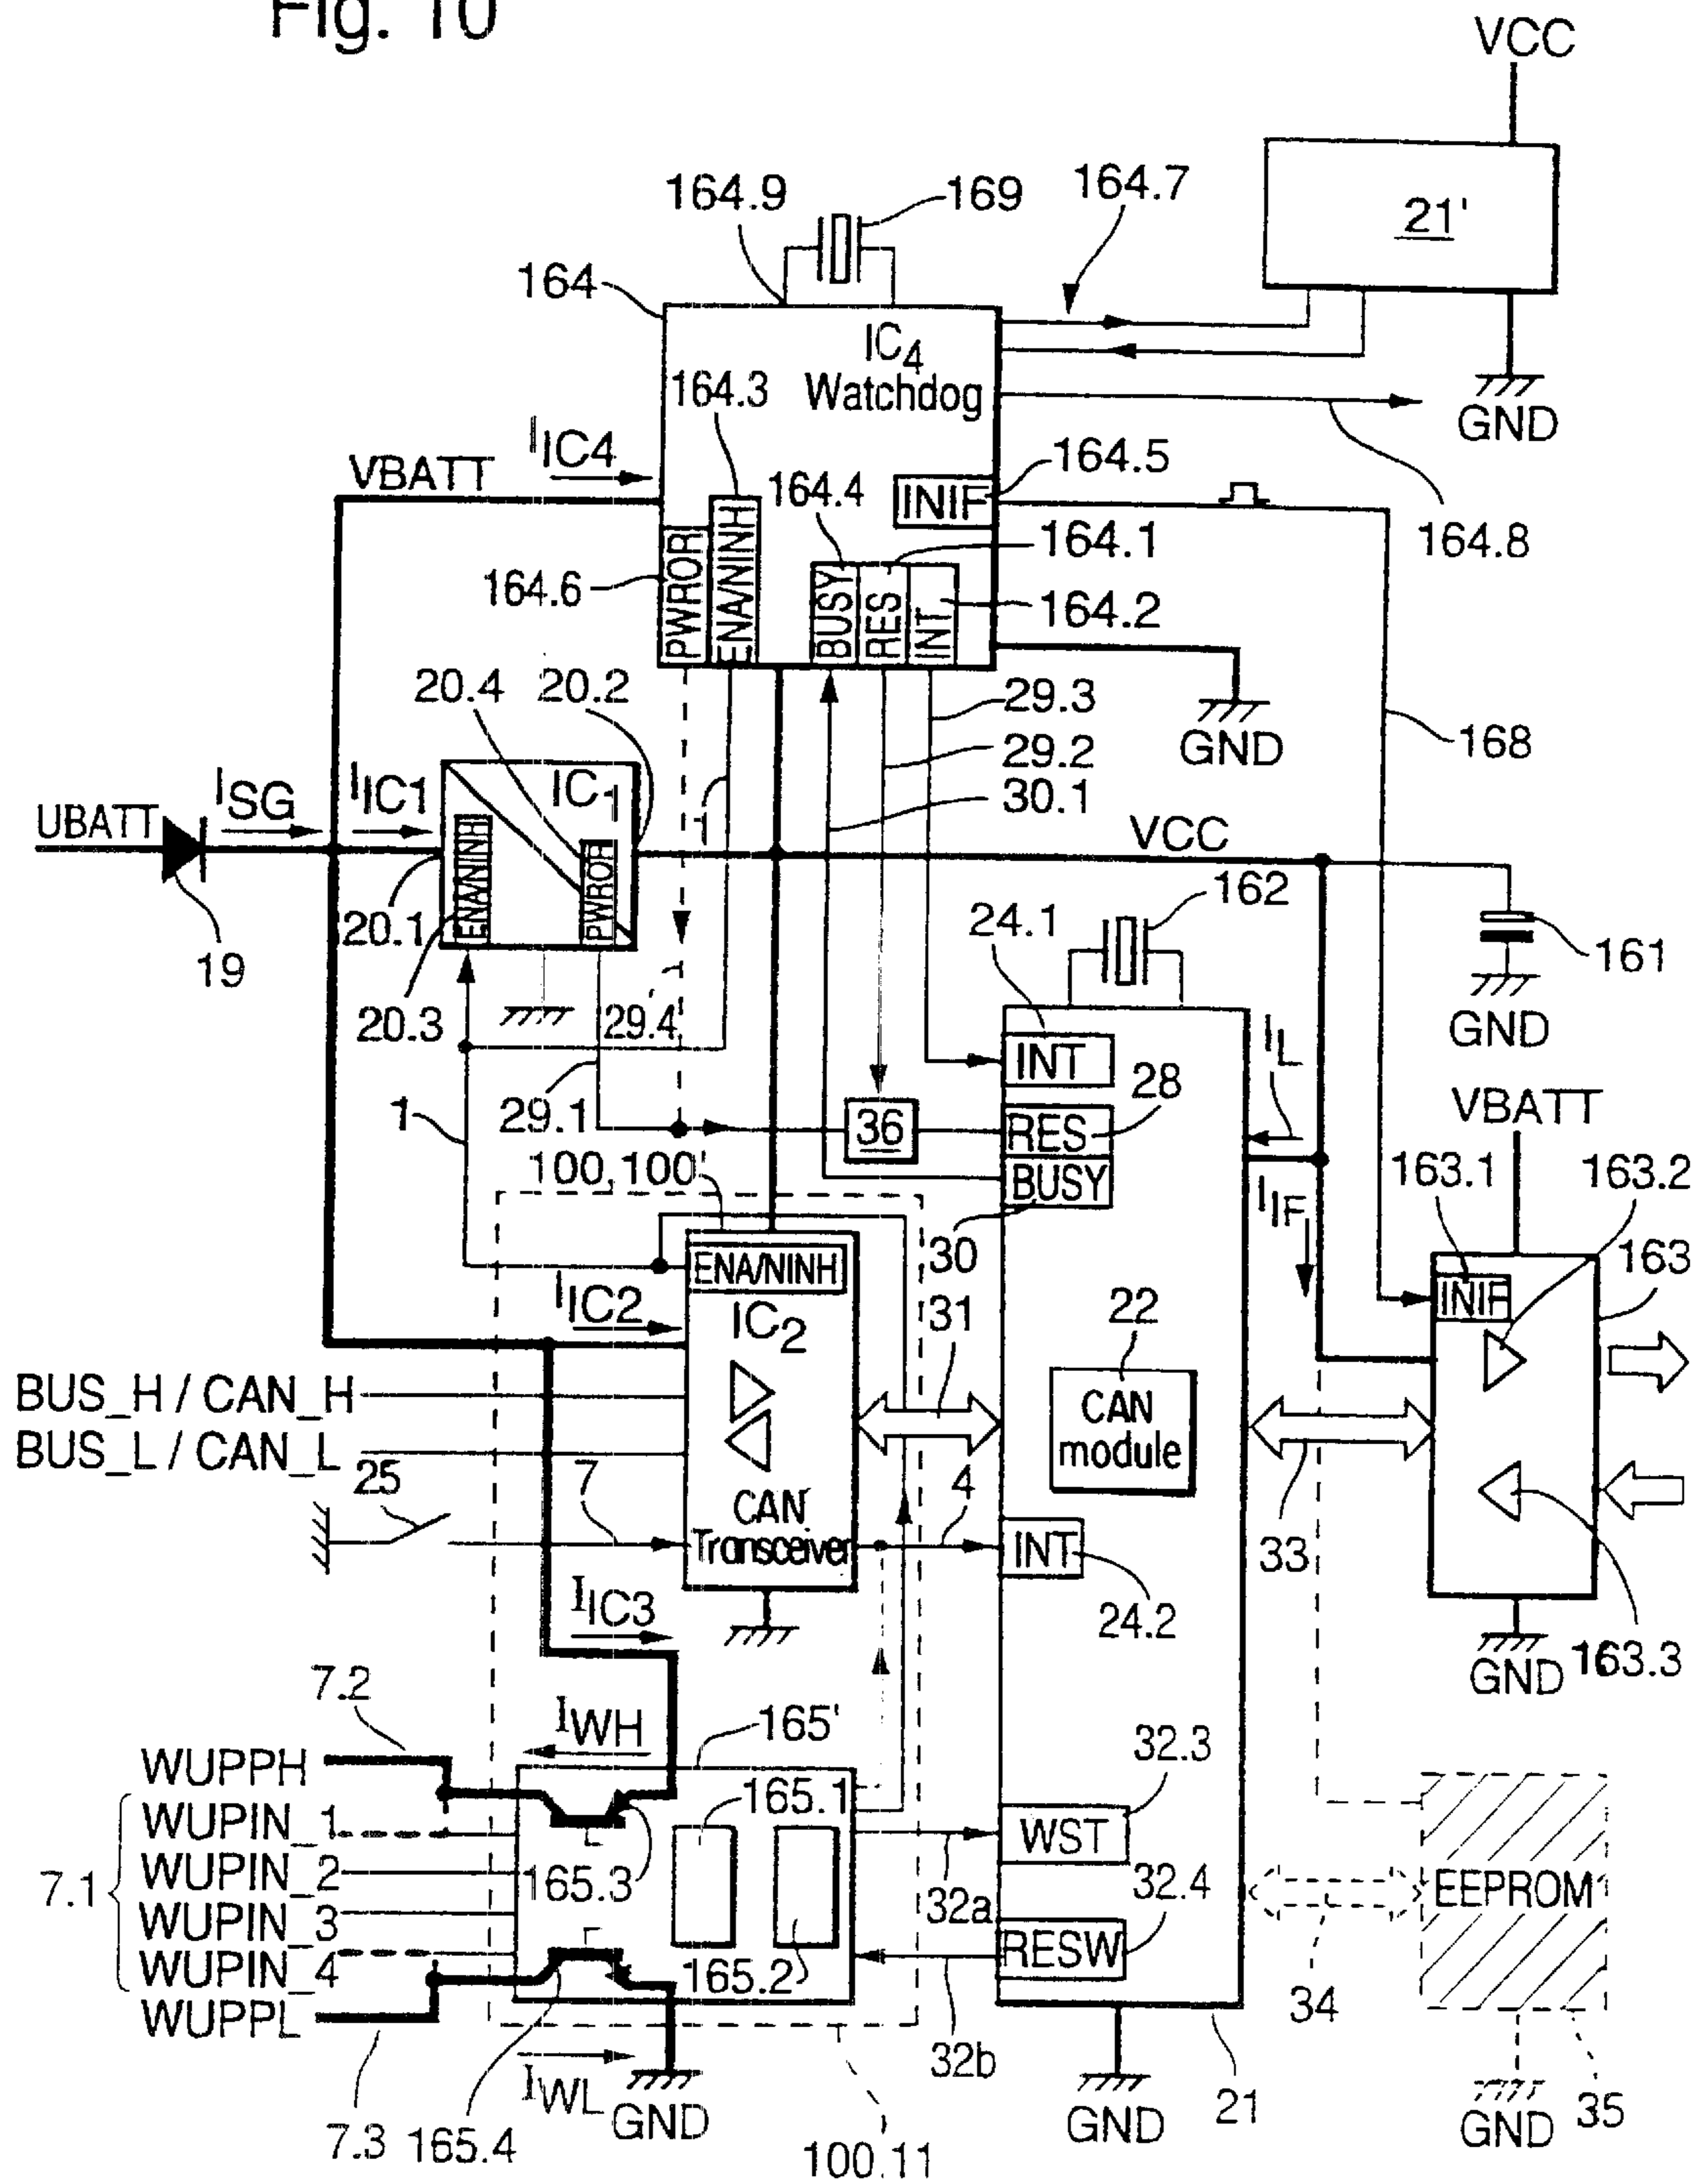 Fig. 10
VCC
21'
164.9
169
164.7
164
IC4
Watchdog
164.3
GND
IIC4
VBATT
164.4
INIF
164.5
164.8
164.6
PWROR
ENA/NINH
BUSY
RES
INT
164.1
164.2
GND
20.4
20.2
29.3
29.2
30.1
168
UBATT
ISG
IIC1
IC1
1
VCC
ENA/NINH
PWROR
20.1
19
20.3
29.4'
24.1
162
161
GND
INT
IL
1
29.1
36
28
RES
BUSY
VBATT
100, 100'
30
IIF
163.1
163.2
163
INIF
ENA/NINH
IIC2
IC2
31
22
CAN
module
BUS_H / CAN_H
BUS_L / CAN_L
25
7
CAN
Transceiver
4
INT
24.2
33
IIC3
GND
163.3
7.2
IWH
165'
32.3
WUPPH
WUPIN_1
WUPIN_2
WUPIN_3
WUPIN_4
WUPPL
7.1
165.3
165.1
165.2
WST
32.4
32a
RESW
EEPROM
34
32b
IWL
GND
7.3
165.4
100.11
GND
21
GND
35